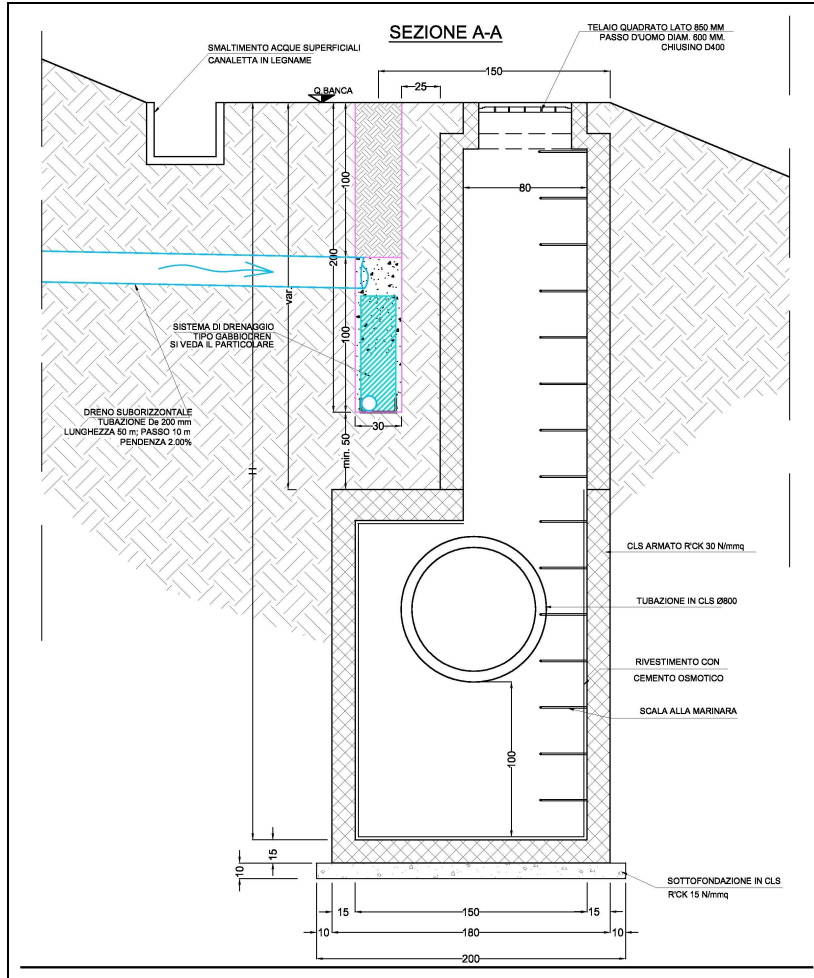 SEZIONE A-A
TELAIO QUADRATO LATO 850 MM
PASSO D'UOMO DIAM. 600 MM.
CHIUSINO D400
SMALTIMENTO ACQUE SUPERFICIALI
CANALETTA IN LEGNAME
150
Q.BANCA
25
100
80
200
var.
100
SISTEMA DI DRENAGGIO
TIPO GABBIODREN
SI VEDA IL PARTICOLARE
DRENO SUBORIZZONTALE
TUBAZIONE De 200 mm
LUNGHEZZA 50 m; PASSO 10 m
PENDENZA 2.00%
30
min. 50
H
CLS ARMATO R'CK 30 N/mmq
TUBAZIONE IN CLS Ø800
RIVESTIMENTO CON
CEMENTO OSMOTICO
SCALA ALLA MARINARA
100
15
10
SOTTOFONDAZIONE IN CLS
R'CK 15 N/mmq
15 150 15
10 180 10
200